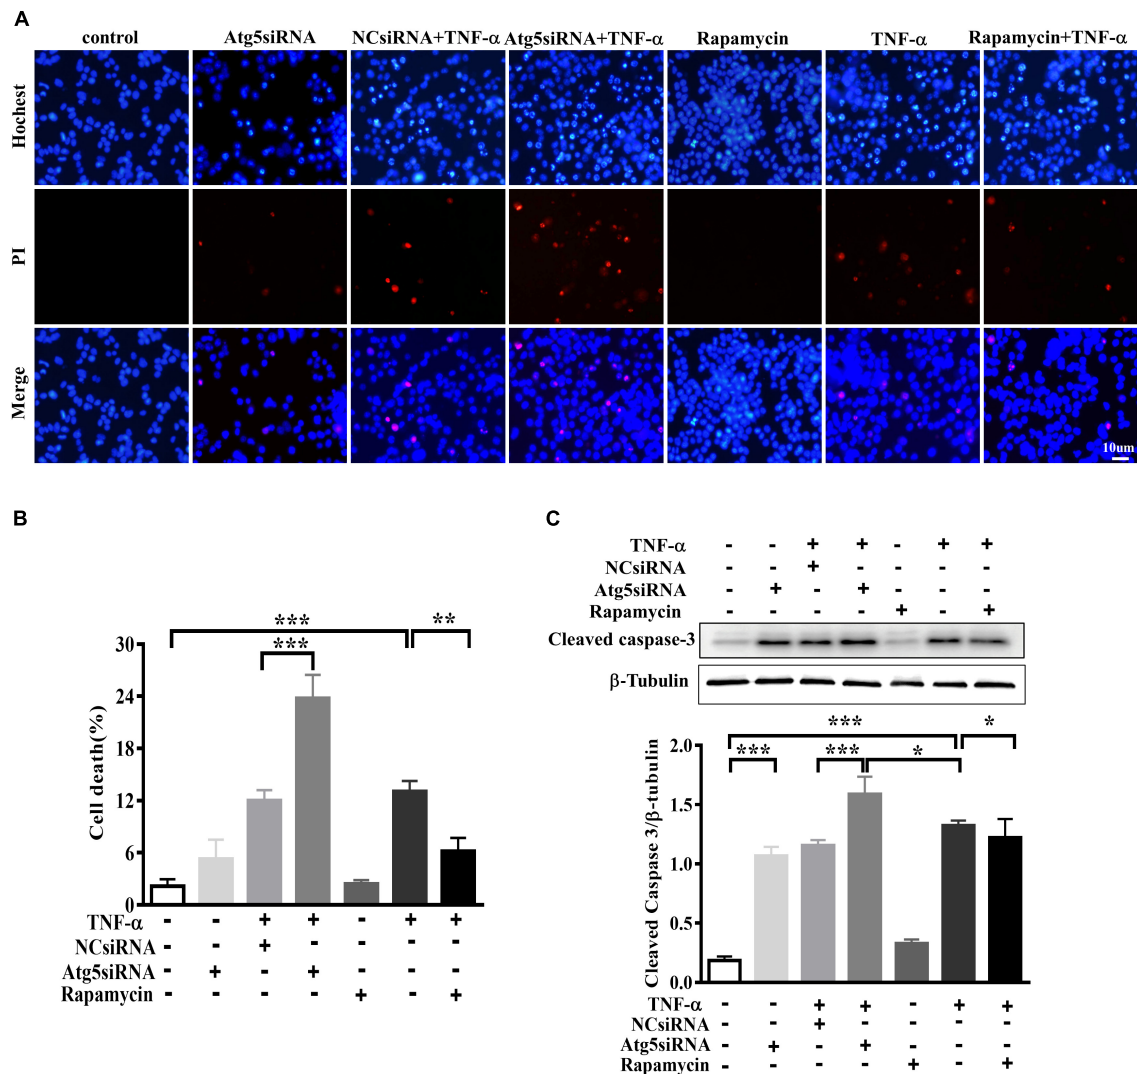 A
control Atg5siRNA NCsiRNA+TNF-α Atg5siRNA+TNF-α Rapamycin TNF-α Rapamycin+TNF-α
Hochest
PI
Merge
10um
B
*** **
***
Cell death(%)
30
24
18
12
6
0
TNF-α - - + + - + +
NCsiRNA - - + - - - -
Atg5siRNA - + - + - - -
Rapamycin - - - - + - +
C
TNF-α - - + + - + +
NCsiRNA - - + - - - -
Atg5siRNA - + - + - - -
Rapamycin - - - - + - +
Cleaved caspase-3
β-Tubulin
*** *
*** *** *
Cleaved Caspase 3/β-tubulin
2.0
1.5
1.0
0.5
0.0
TNF-α - - + + - + +
NCsiRNA - - + - - - -
Atg5siRNA - + - + - - -
Rapamycin - - - - + - +